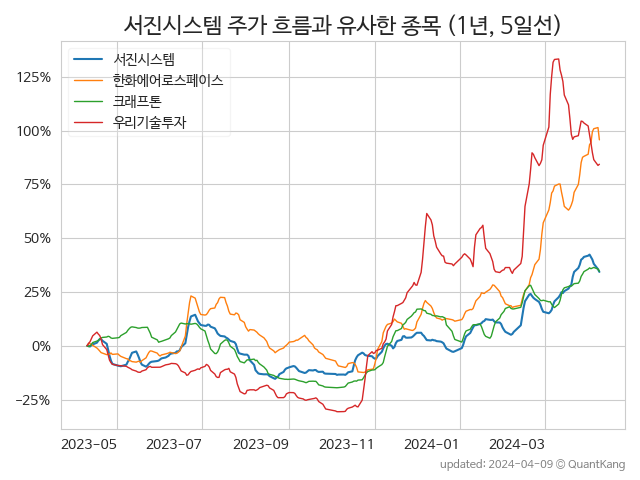 서진시스템 주가 흐름과 유사한 종목 (1년, 5일선)
서진시스템
한화에어로스페이스
크래프톤
우리기술투자
125%
100%
75%
50%
25%
0%
−25%
2023-05 2023-07 2023-09 2023-11 2024-01 2024-03
updated: 2024-04-09 © QuantKang